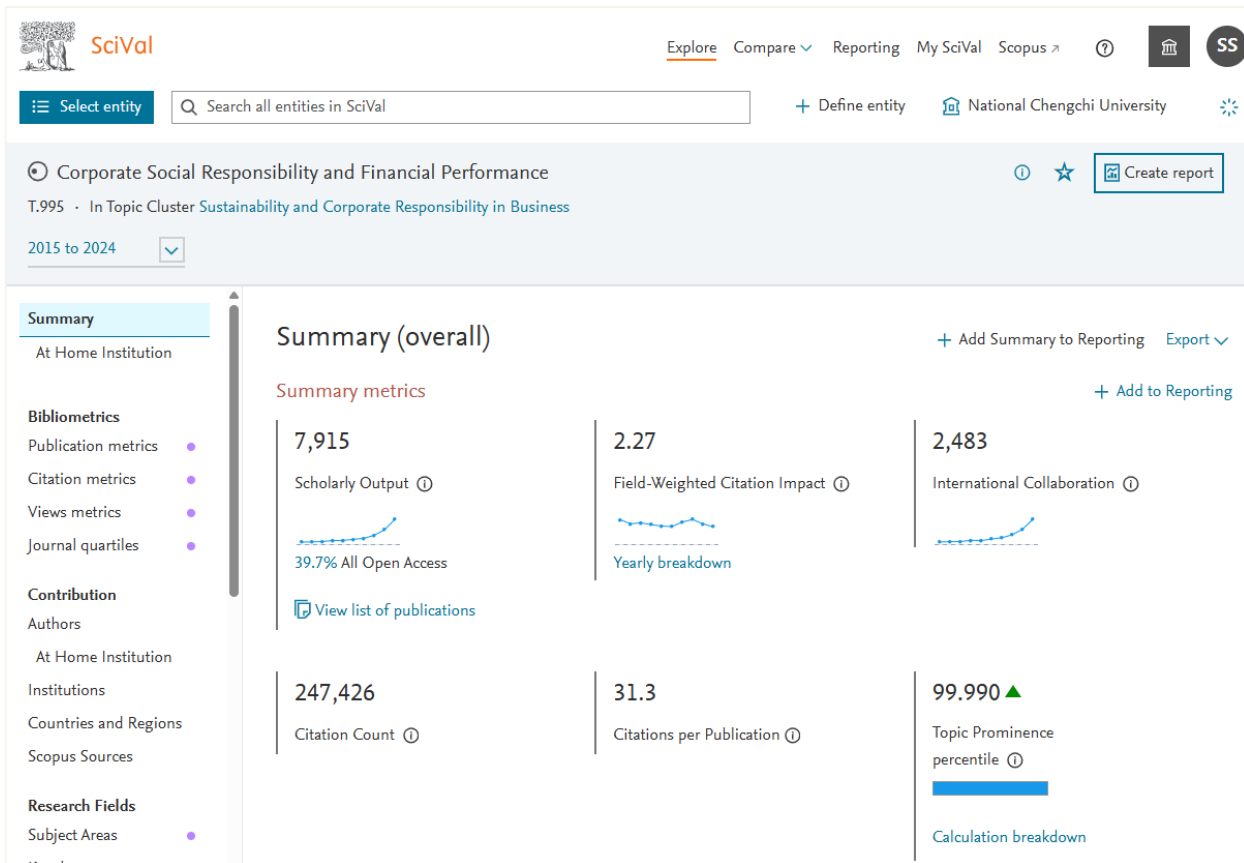 SciVal
Explore Compare Reporting My SciVal Scopus SS
Select entity Search all entities in SciVal + Define entity National Chengchi University
Corporate Social Responsibility and Financial Performance Create report
T.995 · In Topic Cluster Sustainability and Corporate Responsibility in Business
2015 to 2024
Summary
At Home Institution
Bibliometrics
Publication metrics
Citation metrics
Views metrics
Journal quartiles
Contribution
Authors
At Home Institution
Institutions
Countries and Regions
Scopus Sources
Research Fields
Subject Areas
Summary (overall) + Add Summary to Reporting Export
Summary metrics + Add to Reporting
7,915
Scholarly Output
39.7% All Open Access
View list of publications
2.27
Field-Weighted Citation Impact
Yearly breakdown
2,483
International Collaboration
247,426
Citation Count
31.3
Citations per Publication
99.990
Topic Prominence
percentile
Calculation breakdown